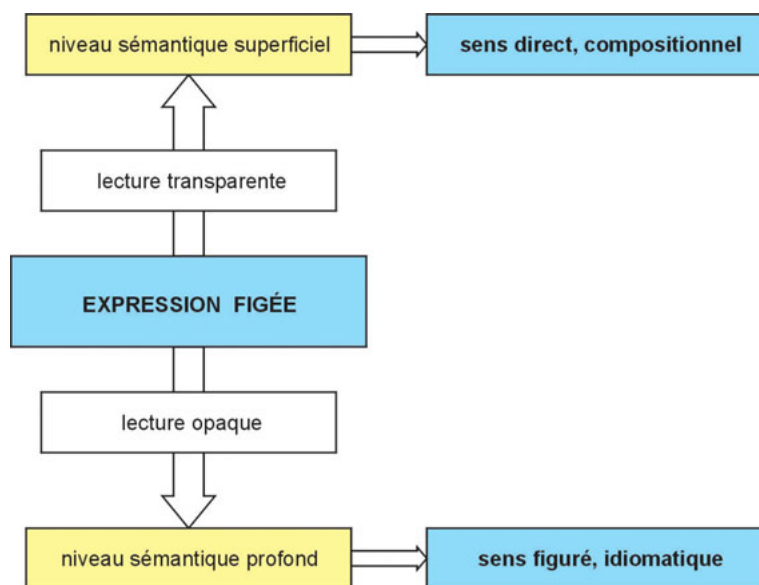 niveau sémantique superficiel
sens direct, compositionnel
lecture transparente
EXPRESSION FIGÉE
lecture opaque
niveau sémantique profond
sens figuré, idiomatique